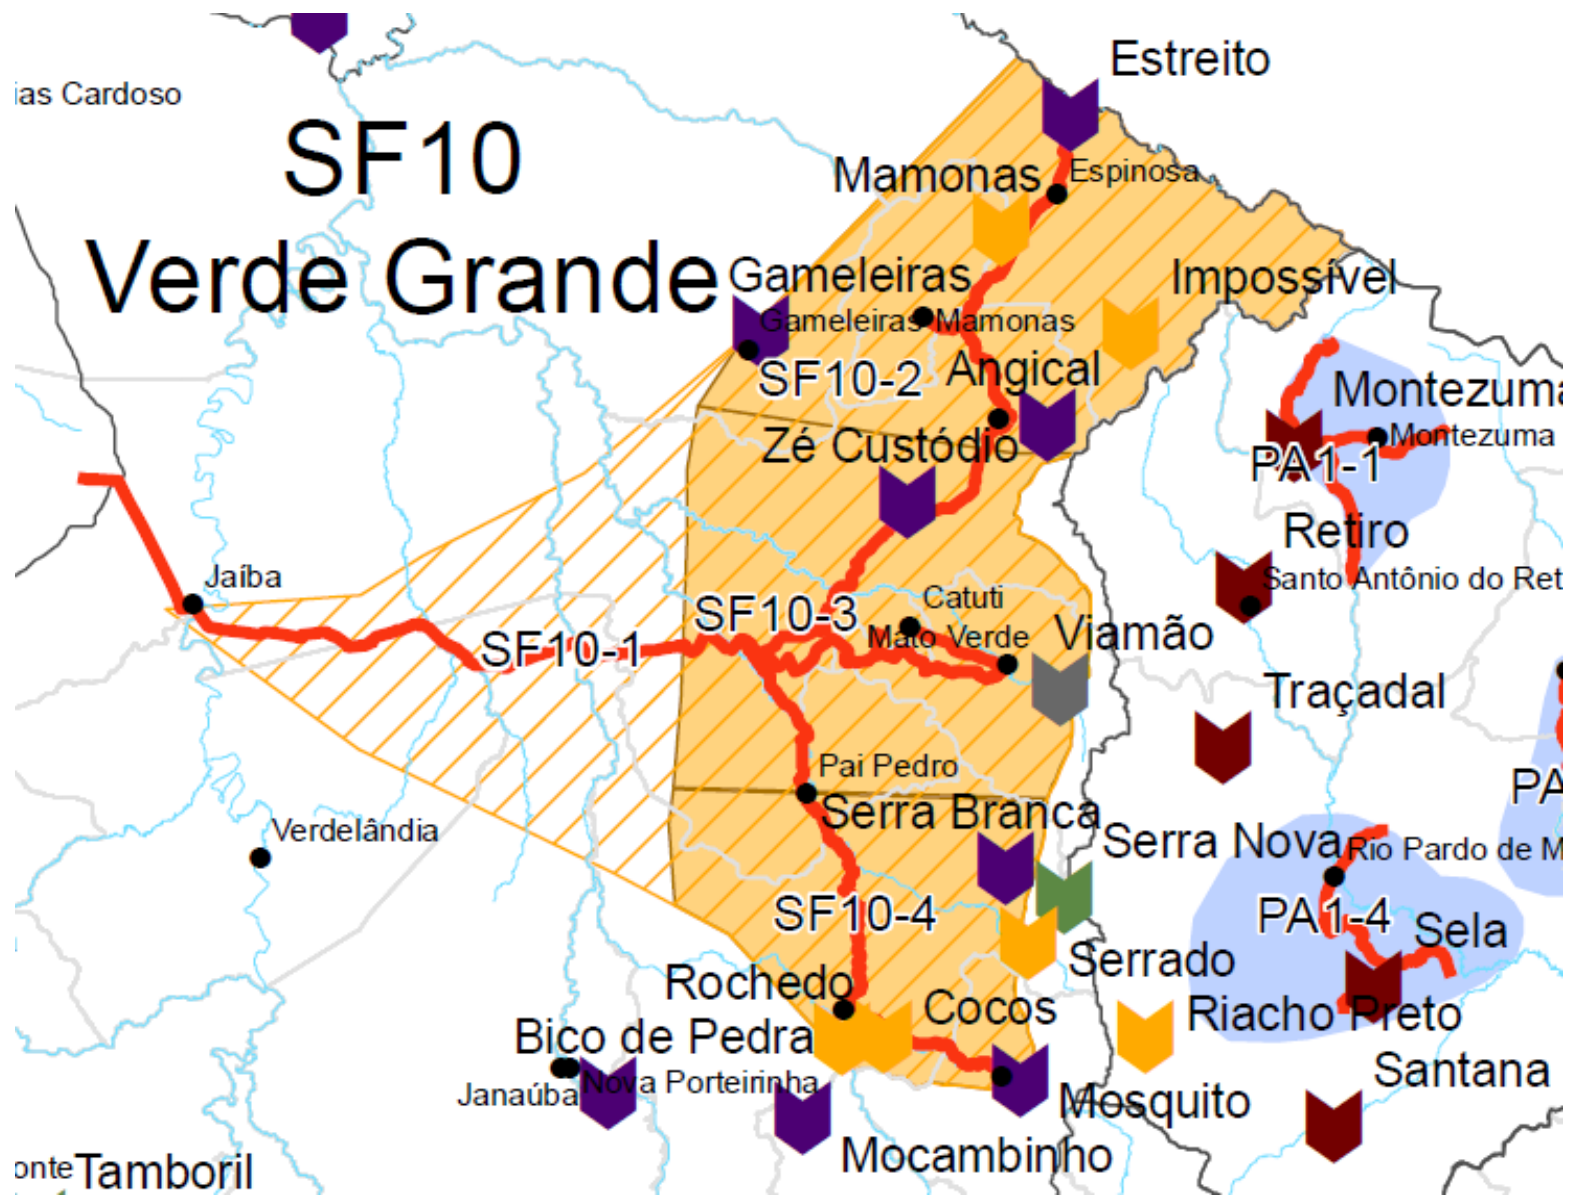 Estreito
ias Cardoso
SF10
Mamonas
Espinosa
Verde Grande
Gameleiras
Impossível
Gameleiras
Mamonas
SF10-2
Angical
Montezuma
Zé Custódio
Montezuma
PA1-1
Retiro
Jaíba
Santo Antônio do Ret
Catuti
SF10-3
Mato Verde
Viamão
SF10-1
Traçadal
Pai Pedro
PA
Serra Branca
Verdelândia
Serra Nova
Rio Pardo de M
SF10-4
PA1-4
Sela
Serrado
Rochedo
Cocos
Riacho Preto
Bico de Pedra
Santana
Nova Porteirinha
Janaúba
Mosquito
Mocambinho
onte
Tamboril